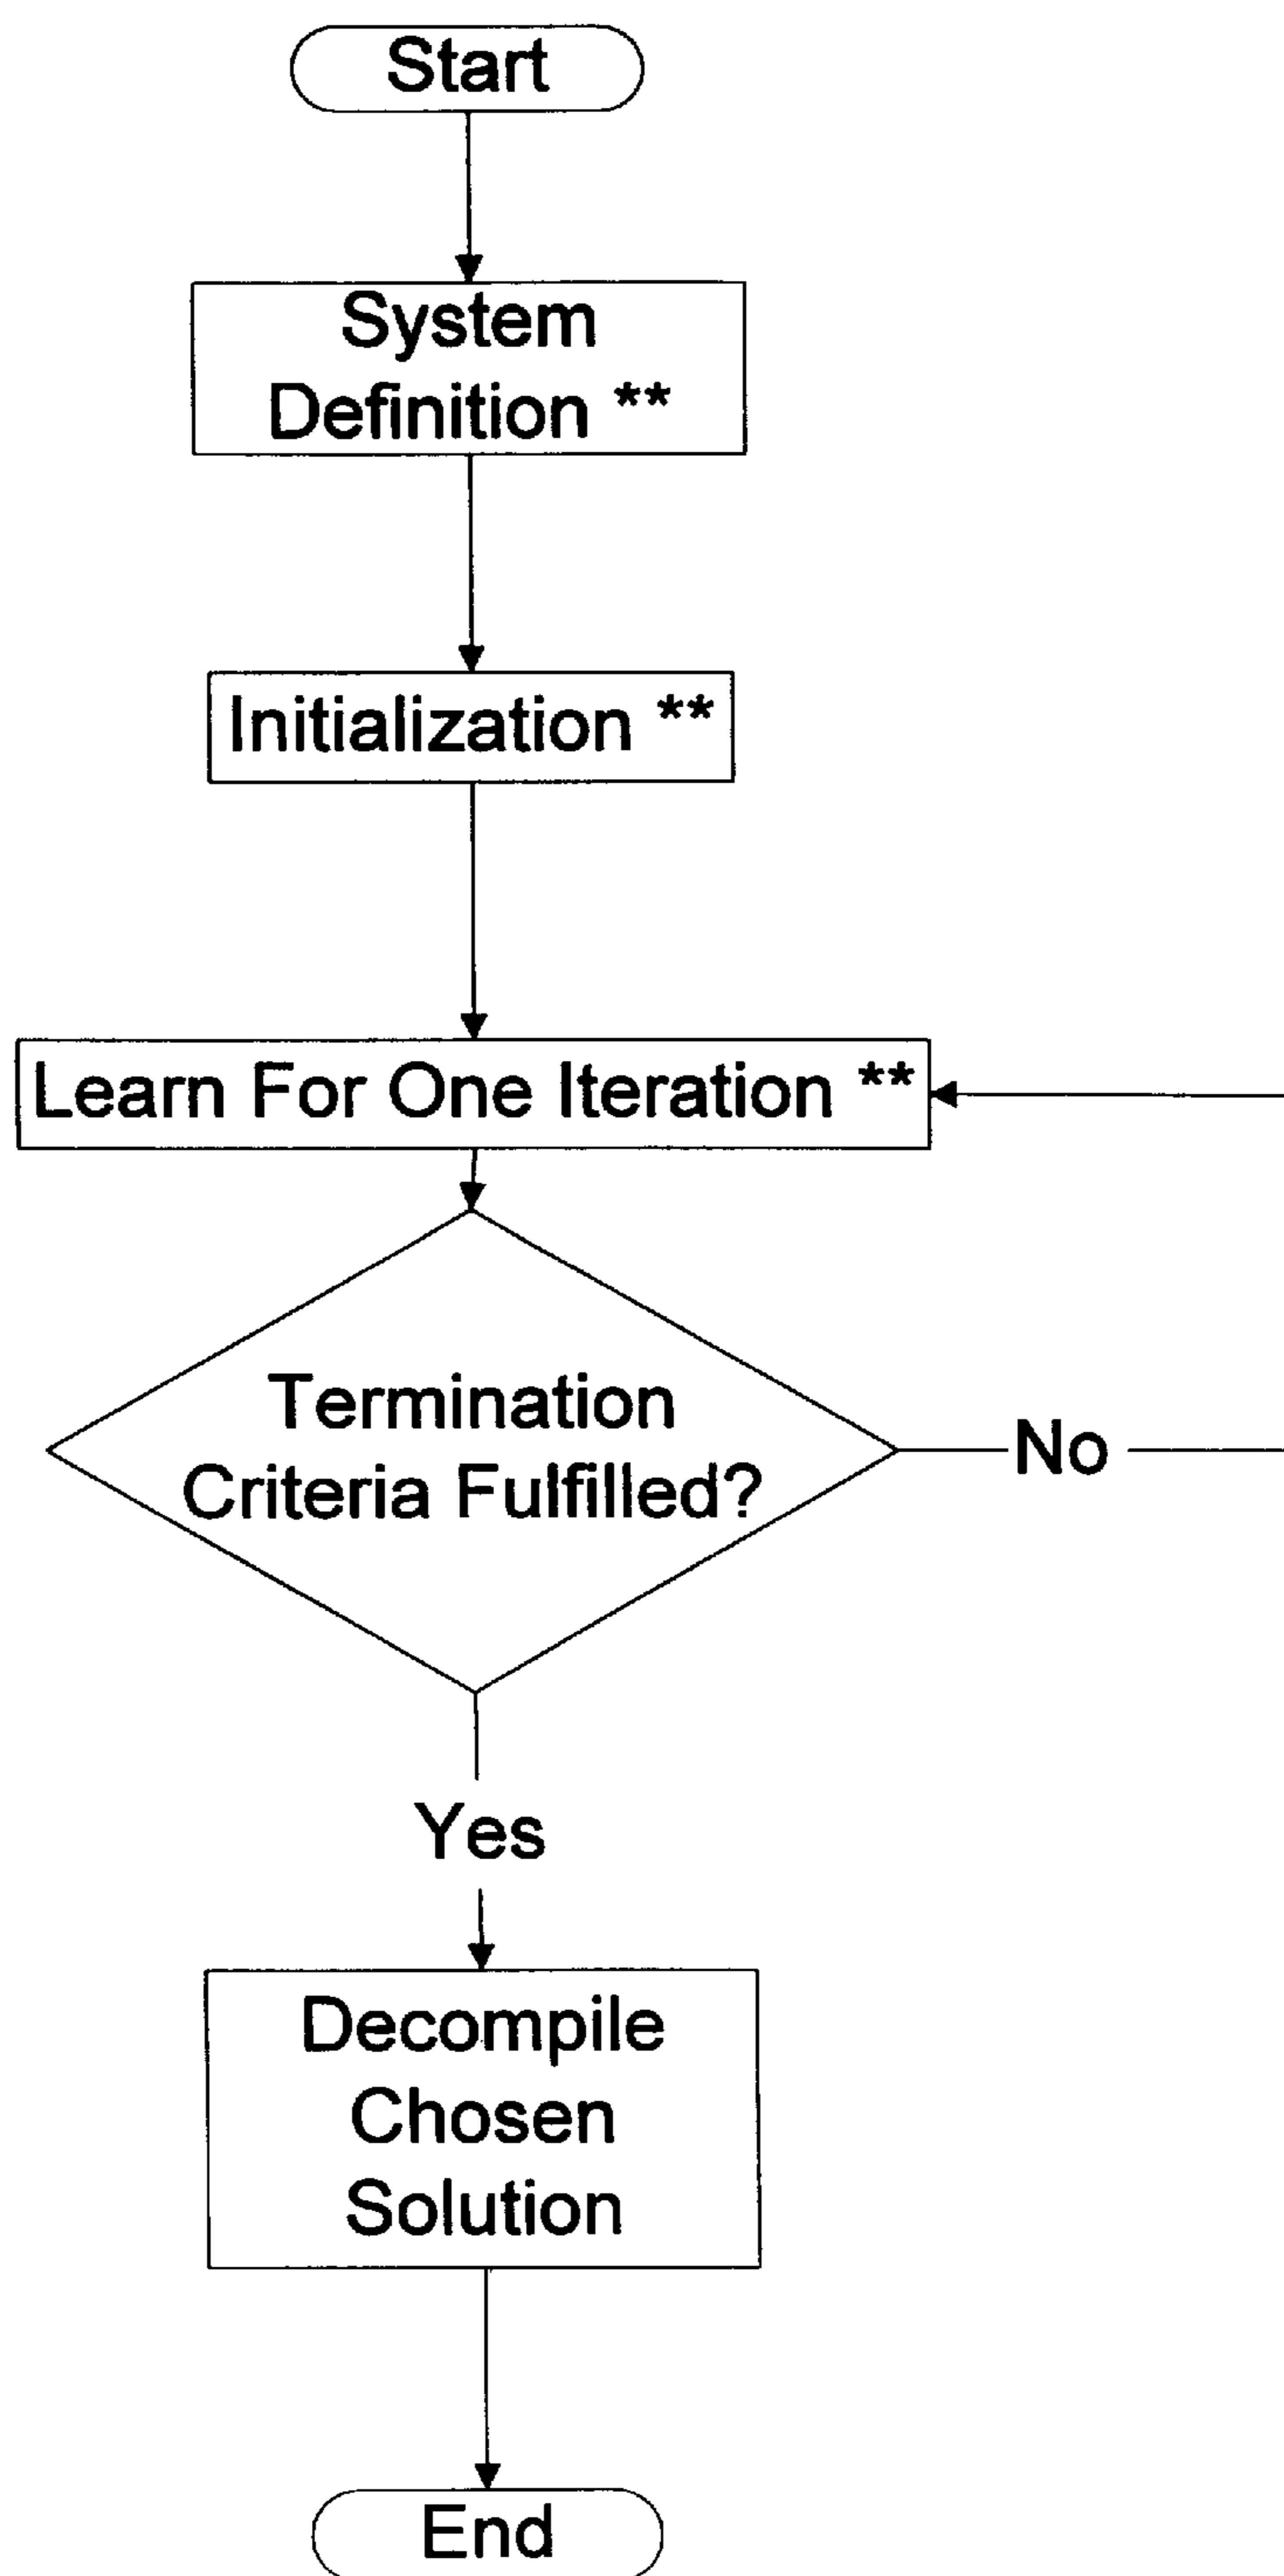 Start
System
Definition **
Initialization **
Learn For One Iteration **
Termination
Criteria Fulfilled?
No
Yes
Decompile
Chosen
Solution
End